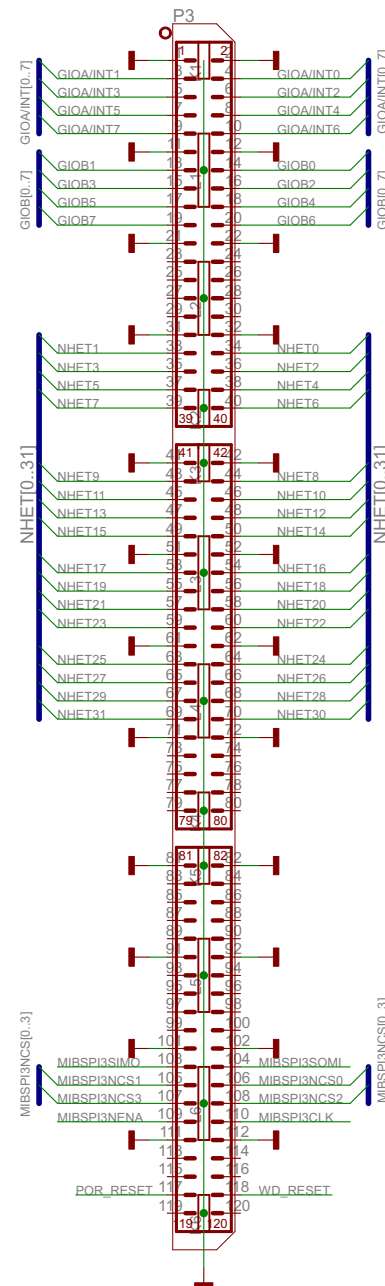 P3
1 2
GIOA/INT[0..7]
GIOA/INT[0..7]
K1
GIOA/INT1 3 4 GIOA/INT0
GIOA/INT3 5 6 GIOA/INT2
GIOA/INT5 7 8 GIOA/INT4
GIOA/INT7 9 10 GIOA/INT6
11 12
GIOB[0..7]
GIOB[0..7]
GIOB1 13 14 GIOB0
L1
GIOB3 15 16 GIOB2
GIOB5 17 18 GIOB4
GIOB7 19 20 GIOB6
21 22
23 24
25 26
27 28
L2
29 30
31 32
NHET[0..31]
NHET[0..31]
NHET1 33 34 NHET0
NHET3 35 36 NHET2
NHET5 37 38 NHET4
NHET7 39 40 NHET6
39 40
41 42
41 42
K3
NHET9 43 44 NHET8
NHET11 45 46 NHET10
NHET13 47 48 NHET12
NHET15 49 50 NHET14
51 52
NHET17 53 54 NHET16
L3
NHET19 55 56 NHET18
NHET21 57 58 NHET20
NHET23 59 60 NHET22
61 62
NHET25 63 64 NHET24
NHET27 65 66 NHET26
NHET29 67 68 NHET28
L4
NHET31 69 70 NHET30
71 72
73 74
75 76
77 78
79 80
79 80
81 82
82
K5
83 84
85 86
87 88
89 90
91 92
93 94
L5
95 96
97 98
99 100
101 102
MIBSPI3NCS[0..3]
MIBSPI3NCS[0..3]
MIBSPI3SIMO 103 104 MIBSPI3SOMI
MIBSPI3NCS1 105 106 MIBSPI3NCS0
MIBSPI3NCS3 107 108 MIBSPI3NCS2
L6
MIBSPI3NENA 109 110 MIBSPI3CLK
111 112
113 114
115 116
POR_RESET 117 118 WD_RESET
119 120
19 120